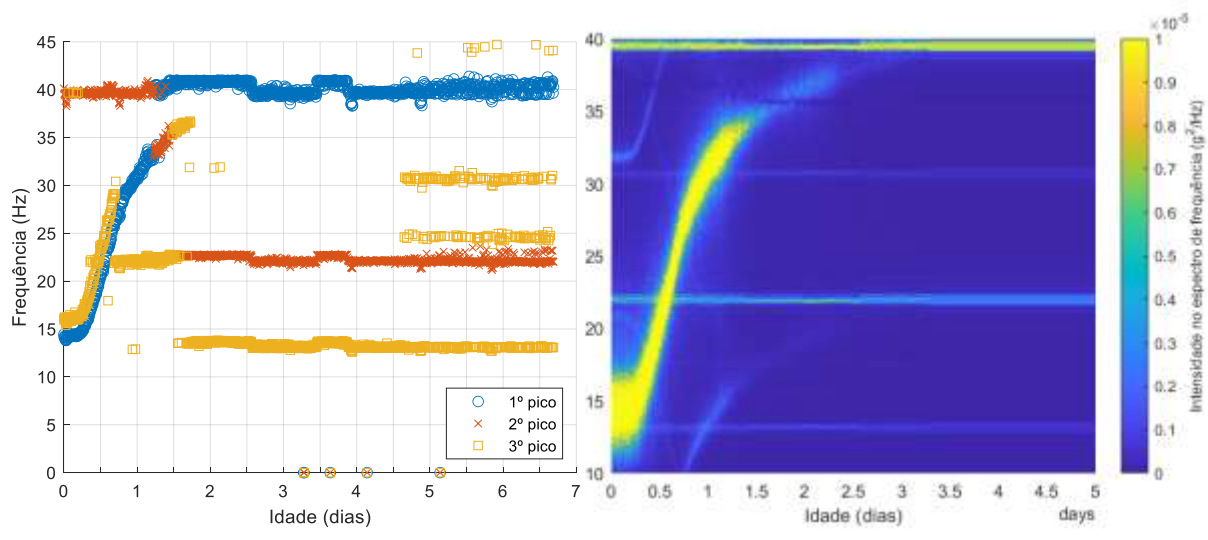 45
40
35
30
25
20
15
10
5
0
Frequência (Hz)
0 1 2 3 4 5 6 7
Idade (dias)
1º pico
2º pico
3º pico
40
35
30
25
20
15
10
0 0.5 1 1.5 2 2.5 3 3.5 4 4.5 5
Idade (dias)
days
×10⁻⁵
1
0.9
0.8
0.7
0.6
0.5
0.4
0.3
0.2
0.1
0
Intensidade no espectro de frequência (g²/Hz)